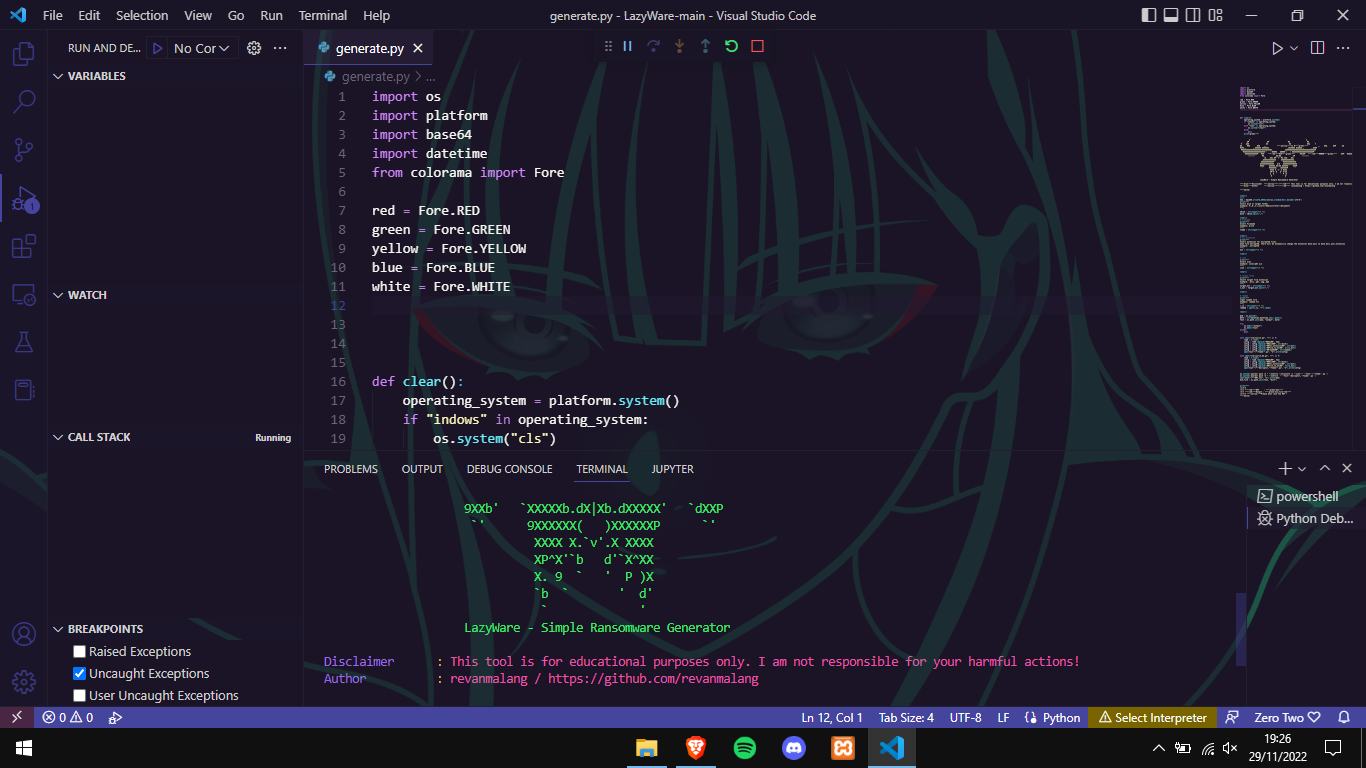 File Edit Selection View Go Run Terminal Help
generate.py - LazyWare-main - Visual Studio Code
RUN AND DE... No Cor
generate.py
generate.py > ...
VARIABLES
WATCH
CALL STACK Running
BREAKPOINTS
Raised Exceptions
Uncaught Exceptions
User Uncaught Exceptions
1
1 import os
2 import platform
3 import base64
4 import datetime
5 from colorama import Fore
6
7 red = Fore.RED
8 green = Fore.GREEN
9 yellow = Fore.YELLOW
10 blue = Fore.BLUE
11 white = Fore.WHITE
12
13
14
15
16 def clear():
17 operating_system = platform.system()
18 if "indows" in operating_system:
19 os.system("cls")
PROBLEMS OUTPUT DEBUG CONSOLE TERMINAL JUPYTER
powershell
Python Deb...
9XXb' `XXXXXb.dX|Xb.dXXXXX' `dXXP
`' 9XXXXXX( )XXXXXXP `'
XXXX X.`v'.X XXXX
XP^X'`b d'`X^XX
X. 9 ` ' P )X
`b ` ' d'
` '
LazyWare - Simple Ransomware Generator
Disclaimer : This tool is for educational purposes only. I am not responsible for your harmful actions!
Author : revanmalang / https://github.com/revanmalang
0 0 Ln 12, Col 1 Tab Size: 4 UTF-8 LF Python Select Interpreter Zero Two
19:26
29/11/2022